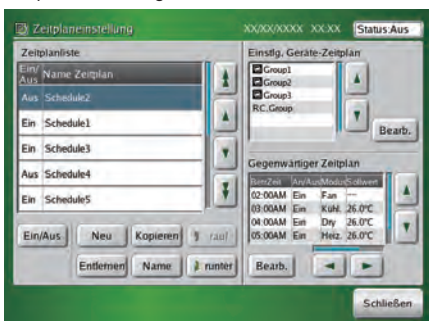 Zeitplaneinstellung XX/XX/XXXX XX:XX Status:Aus
Zeitplanliste
Ein/Aus Name Zeitplan
Aus Schedule2
Ein Schedule1
Ein Schedule3
Aus Schedule4
Ein Schedule5
Ein/Aus Neu Kopieren rauf
Entfernen Name runter
Einstlg. Geräte-Zeitplan
Group1
Group2
Group3
RC.Group
Bearb.
Gegenwärtiger Zeitplan
An/Aus Modus Sollwert
02:00AM Ein Fan ---
03:00AM Ein Kühl. 26.0°C
04:00AM Ein Dry 26.0°C
05:00AM Ein Heiz. 26.0°C
Bearb.
Schließen